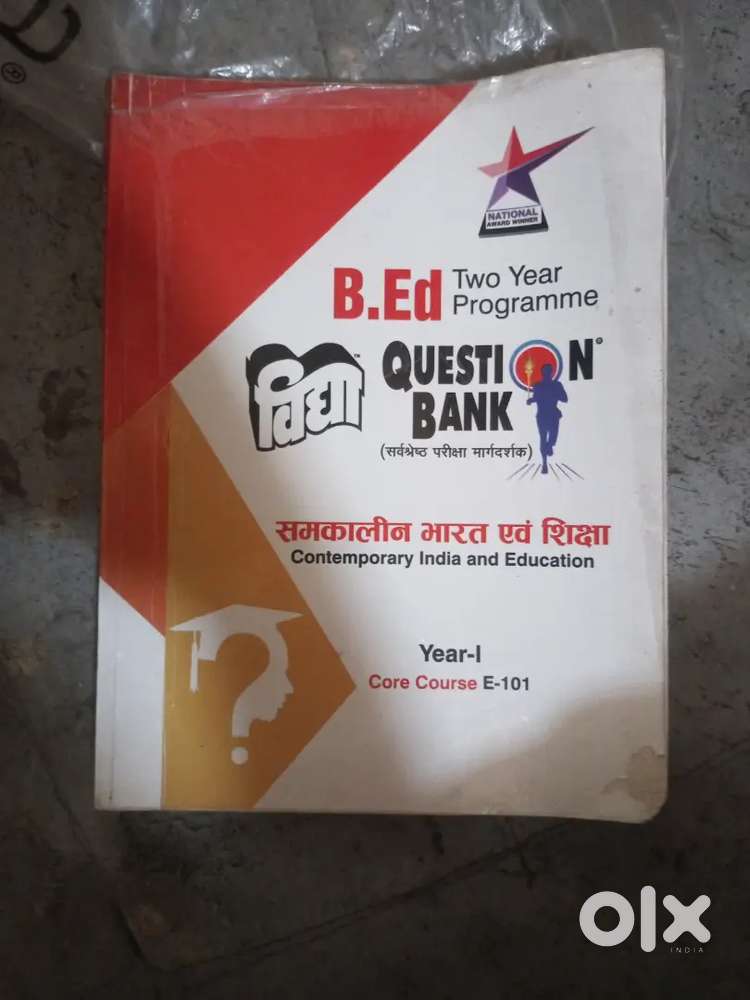 ®
NATIONAL
AWARD WINNER
B.Ed Two Year
Programme
विद्या™ QUESTION®
BANK
(सर्वश्रेष्ठ परीक्षा मार्गदर्शक)
समकालीन भारत एवं शिक्षा
Contemporary India and Education
Year-I
Core Course E-101
olx
INDIA